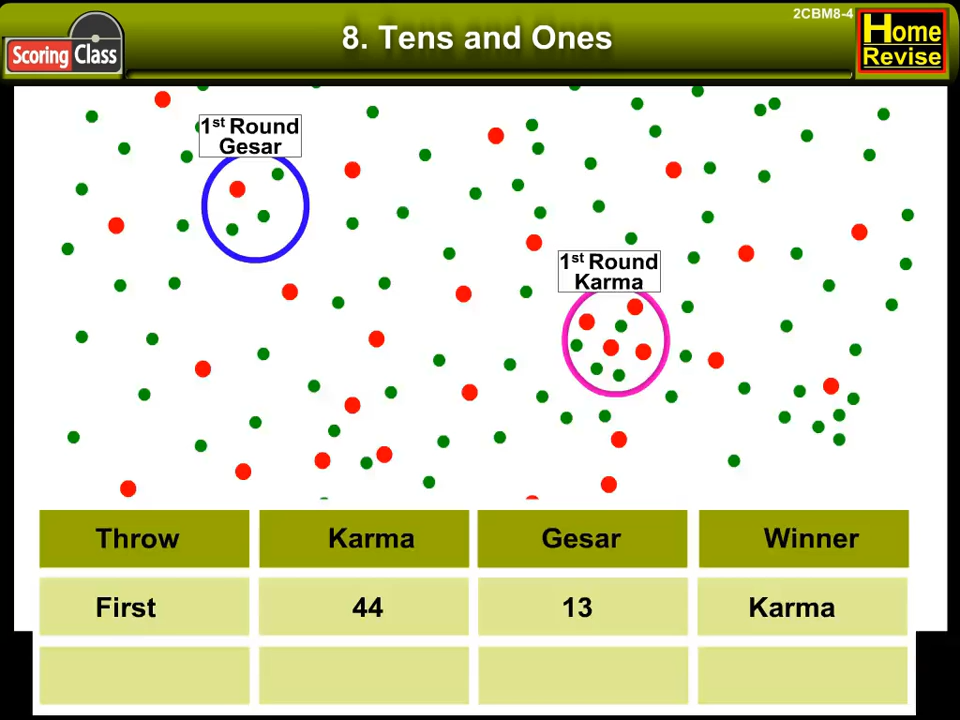 2CBM8-4
Scoring Class
8. Tens and Ones
Home
Revise
1st Round
Gesar
1st Round
Karma
Throw Karma Gesar Winner
First 44 13 Karma